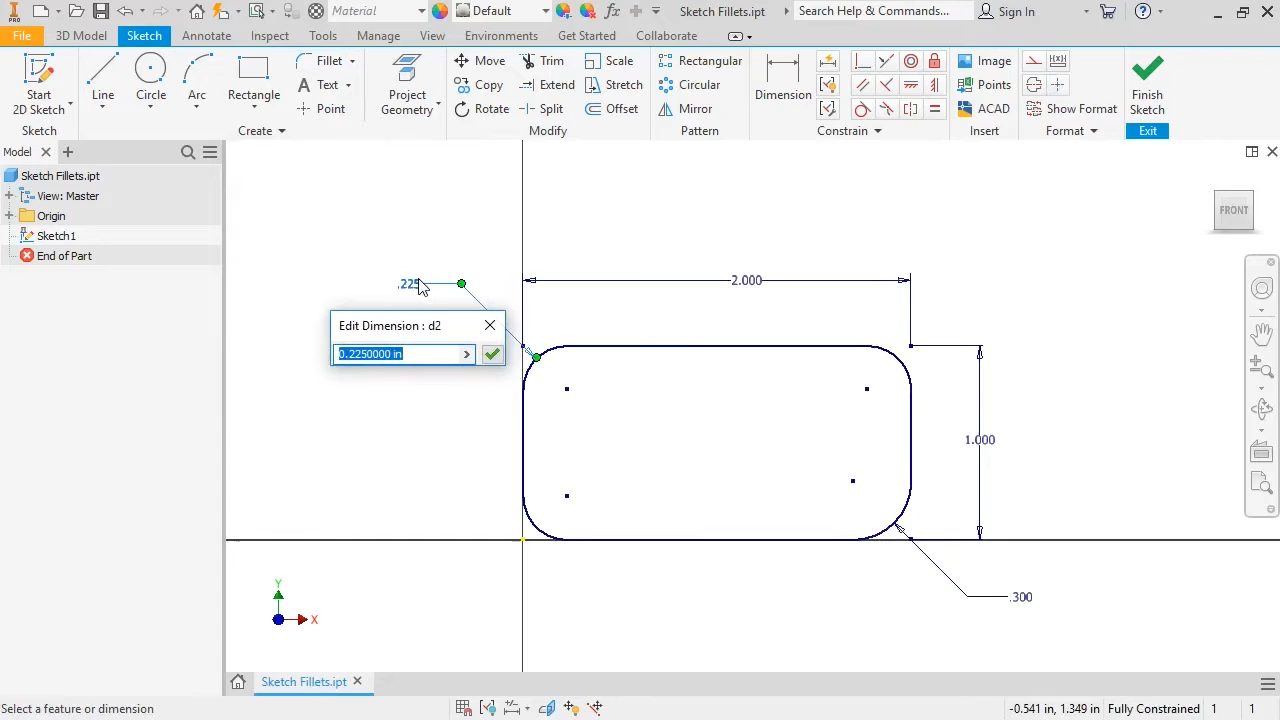 PRO
Material
Default
fx
Sketch Fillets.ipt
Search Help & Commands...
Sign In
File
3D Model
Sketch
Annotate
Inspect
Tools
Manage
View
Environments
Get Started
Collaborate
Start
2D Sketch
Line
Circle
Arc
Rectangle
Fillet
Text
Point
Project
Geometry
Move
Copy
Rotate
Trim
Extend
Split
Scale
Stretch
Offset
Rectangular
Circular
Mirror
Dimension
Image
Points
ACAD
Show Format
Finish
Sketch
Sketch
Create
Modify
Pattern
Constrain
Insert
Format
Exit
Model
Sketch Fillets.ipt
View: Master
Origin
Sketch1
End of Part
FRONT
.225
2.000
Edit Dimension : d2
0.2250000 in
1.000
.300
Y
X
Sketch Fillets.ipt
Select a feature or dimension
-0.541 in, 1.349 in
Fully Constrained
1
1